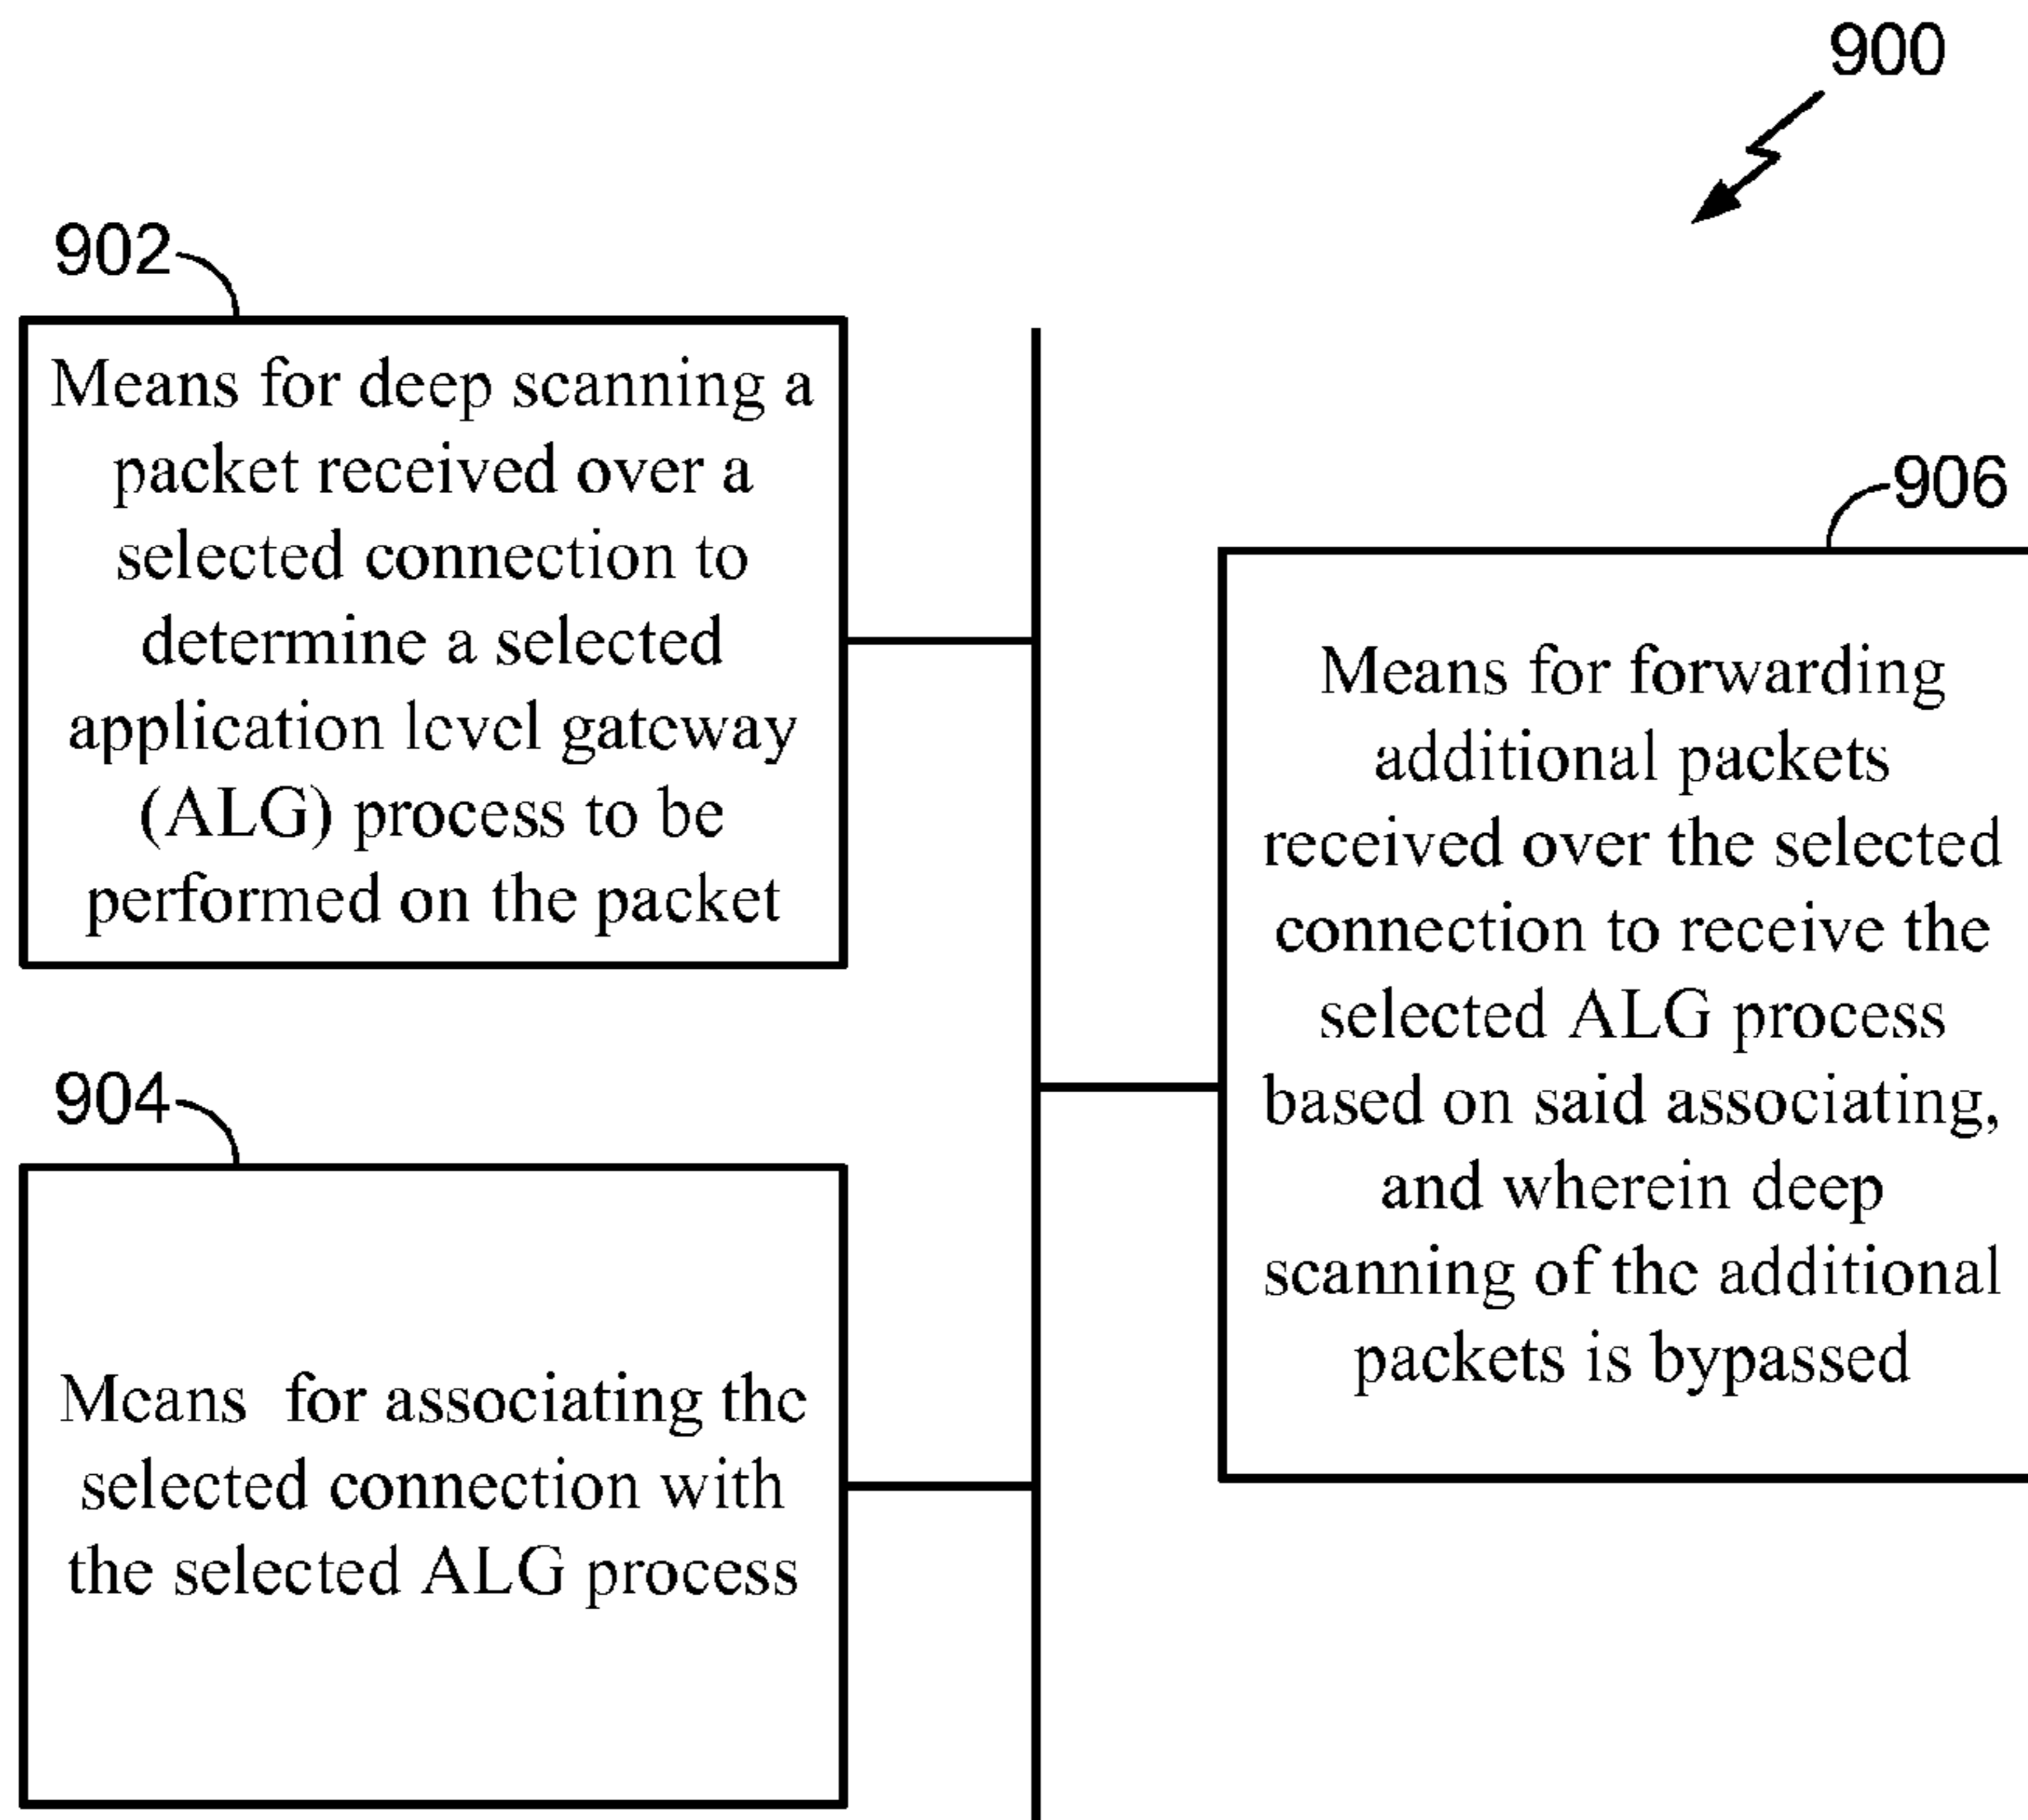 900
902
Means for deep scanning a
packet received over a
selected connection to
determine a selected
application level gateway
(ALG) process to be
performed on the packet
906
Means for forwarding
additional packets
received over the selected
connection to receive the
selected ALG process
based on said associating,
and wherein deep
scanning of the additional
packets is bypassed
904
Means for associating the
selected connection with
the selected ALG process